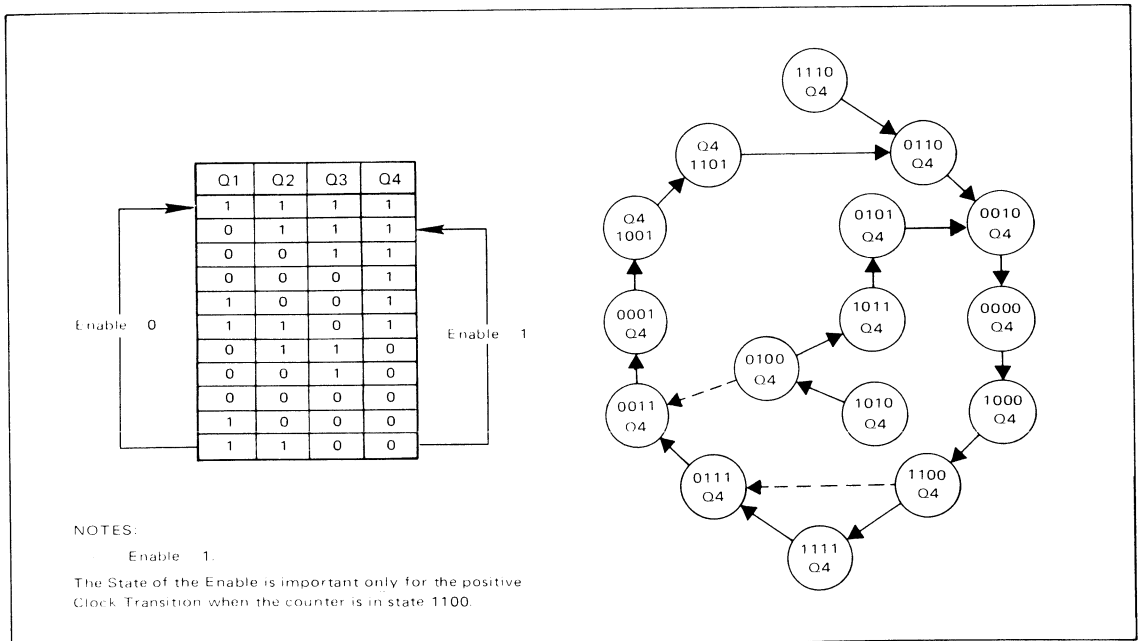 Q1 Q2 Q3 Q4
1 1 1 1
0 1 1 1
0 0 1 1
0 0 0 1
1 0 0 1
1 1 0 1
0 1 1 0
0 0 1 0
0 0 0 0
1 0 0 0
1 1 0 0
Enable 0
Enable 1
NOTES:
Enable 1.
The State of the Enable is important only for the positive
Clock Transition when the counter is in state 1100.
1110
Q4
Q4
1101
0110
Q4
Q4
1001
0101
Q4
0010
Q4
0001
Q4
1011
Q4
0000
Q4
0100
Q4
0011
Q4
1010
Q4
1000
Q4
0111
Q4
1100
Q4
1111
Q4